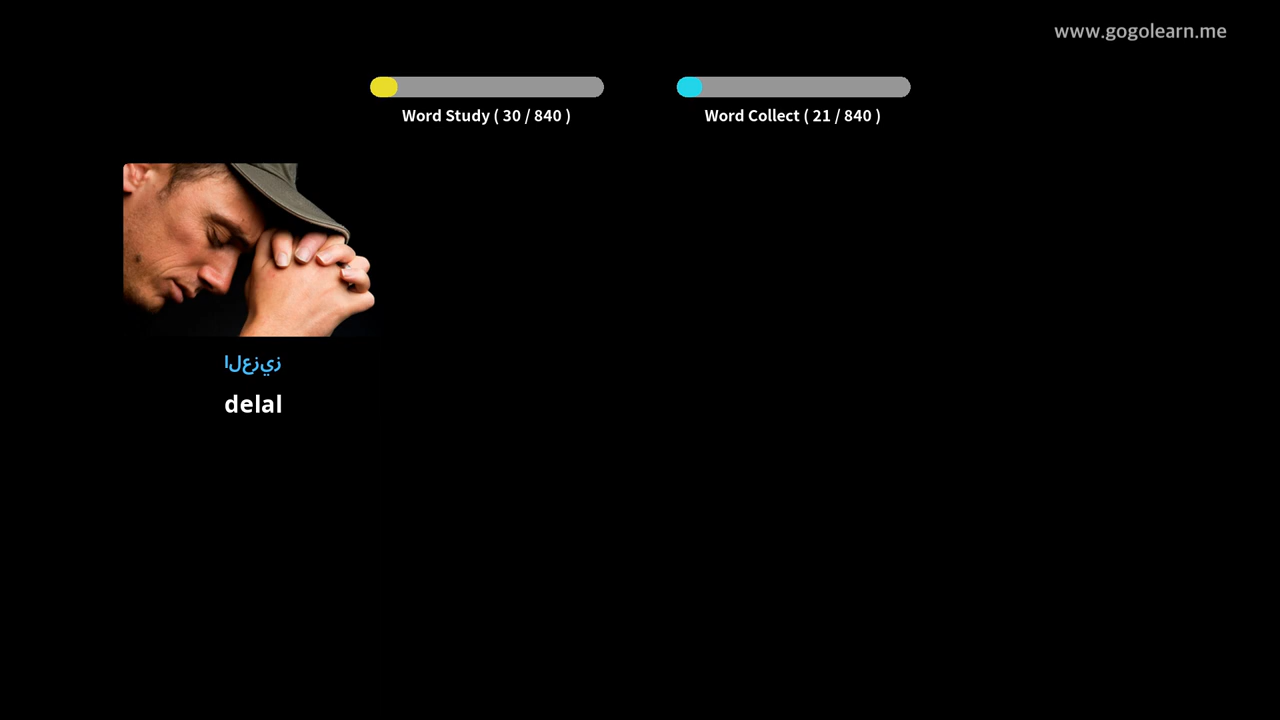 www.gogolearn.me
Word Study ( 30 / 840 )
Word Collect ( 21 / 840 )
العزيز
delal